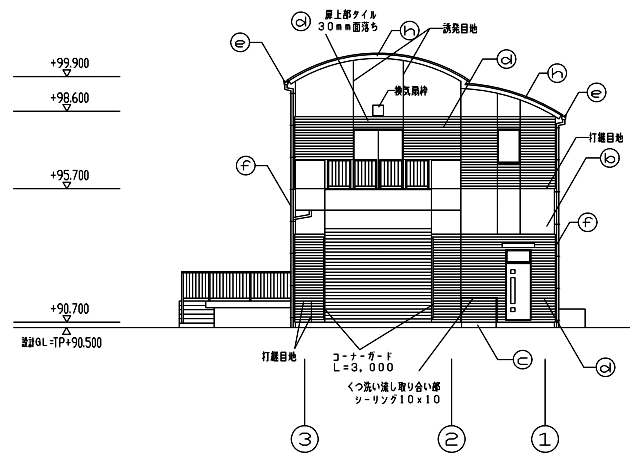 扉上部タイル
ⓓ 30mm面落ち
ⓗ
誘発目地
ⓔ
ⓓ
+99.900
ⓗ
換気扇枠
ⓔ
+98.600
打継目地
ⓕ
ⓑ
+95.700
ⓕ
+90.700
設計GL=TP+90.500
打継目地
コーナーガード
L=3,000
ⓝ
ⓓ
くつ洗い流し取り合い部
シーリング10x10
③
②
①